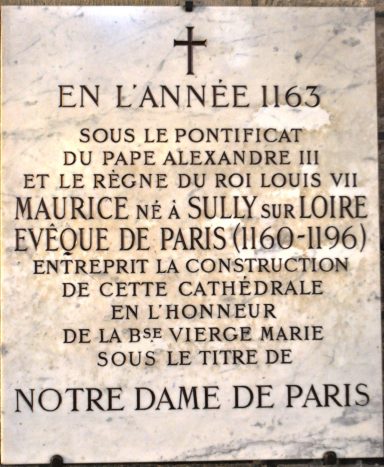 EN L'ANNÉE 1163
SOUS LE PONTIFICAT
DU PAPE ALEXANDRE III
ET LE RÈGNE DU ROI LOUIS VII
MAURICE NÉ À SULLY SUR LOIRE
EVÊQUE DE PARIS (1160-1196)
ENTREPRIT LA CONSTRUCTION
DE CETTE CATHÉDRALE
EN L'HONNEUR
DE LA BSE. VIERGE MARIE
SOUS LE TITRE DE
NOTRE DAME DE PARIS